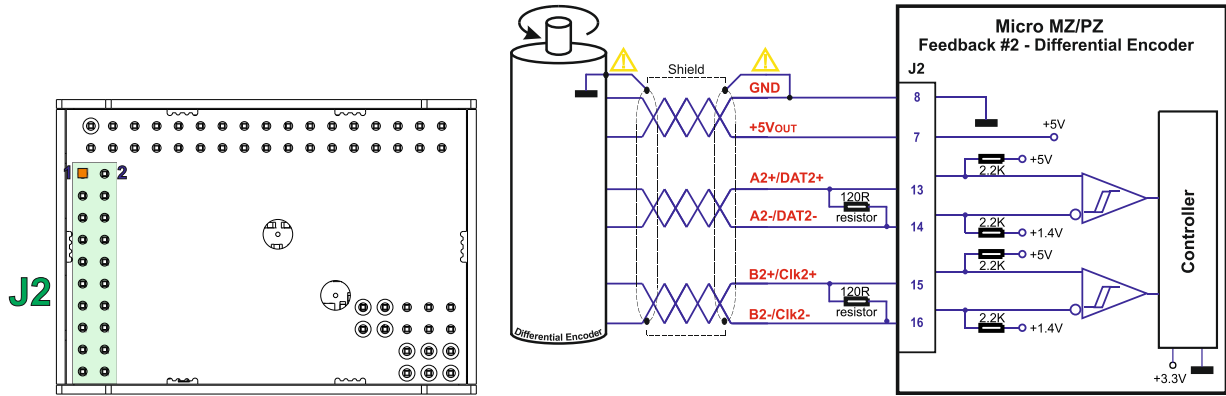 1
2
J2
Differential Encoder
Shield
GND
+5VOUT
A2+/DAT2+
A2-/DAT2-
B2+/Clk2+
B2-/Clk2-
120R
resistor
120R
resistor
Micro MZ/PZ
Feedback #2 - Differential Encoder
J2
8
7
13
14
15
16
+5V
+5V
2.2K
2.2K
+1.4V
+5V
2.2K
2.2K
+1.4V
Controller
+3.3V